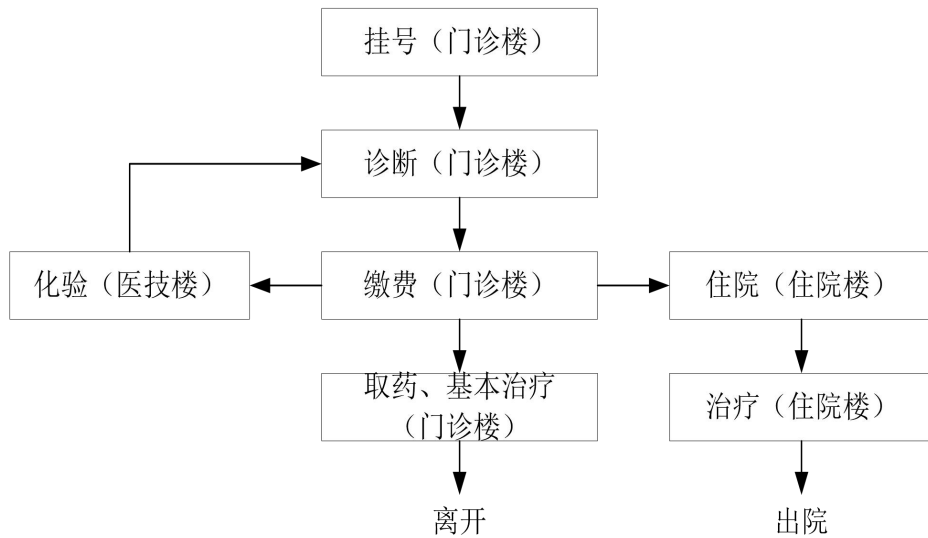 挂号（门诊楼）
诊断（门诊楼）
化验（医技楼）
缴费（门诊楼）
住院（住院楼）
取药、基本治疗
（门诊楼）
治疗（住院楼）
离开
出院